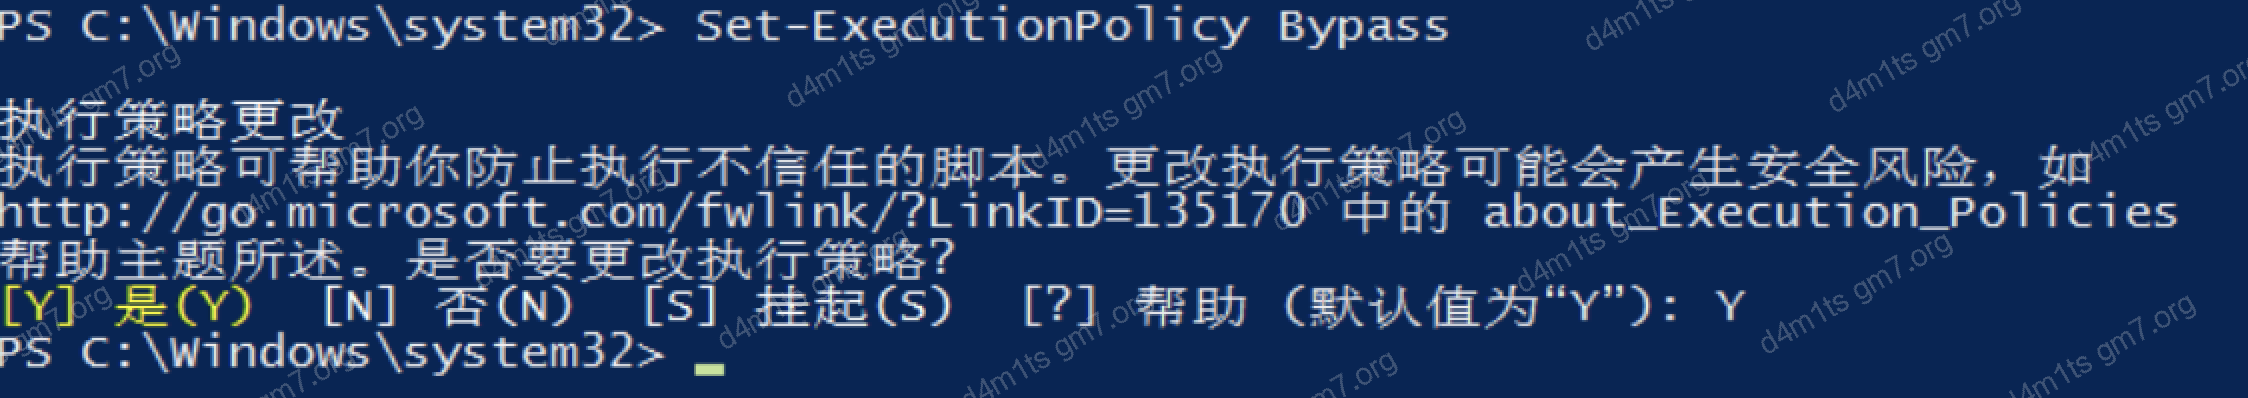 PS C:\Windows\system32> Set-ExecutionPolicy Bypass
执行策略更改
执行策略可帮助你防止执行不信任的脚本。更改执行策略可能会产生安全风险，如
http://go.microsoft.com/fwlink/?LinkID=135170 中的 about_Execution_Policies
帮助主题所述。是否要更改执行策略?
[Y] 是(Y)  [N] 否(N)  [S] 挂起(S)  [?] 帮助 (默认值为“Y”): Y
PS C:\Windows\system32>
d4m1ts gm7.org